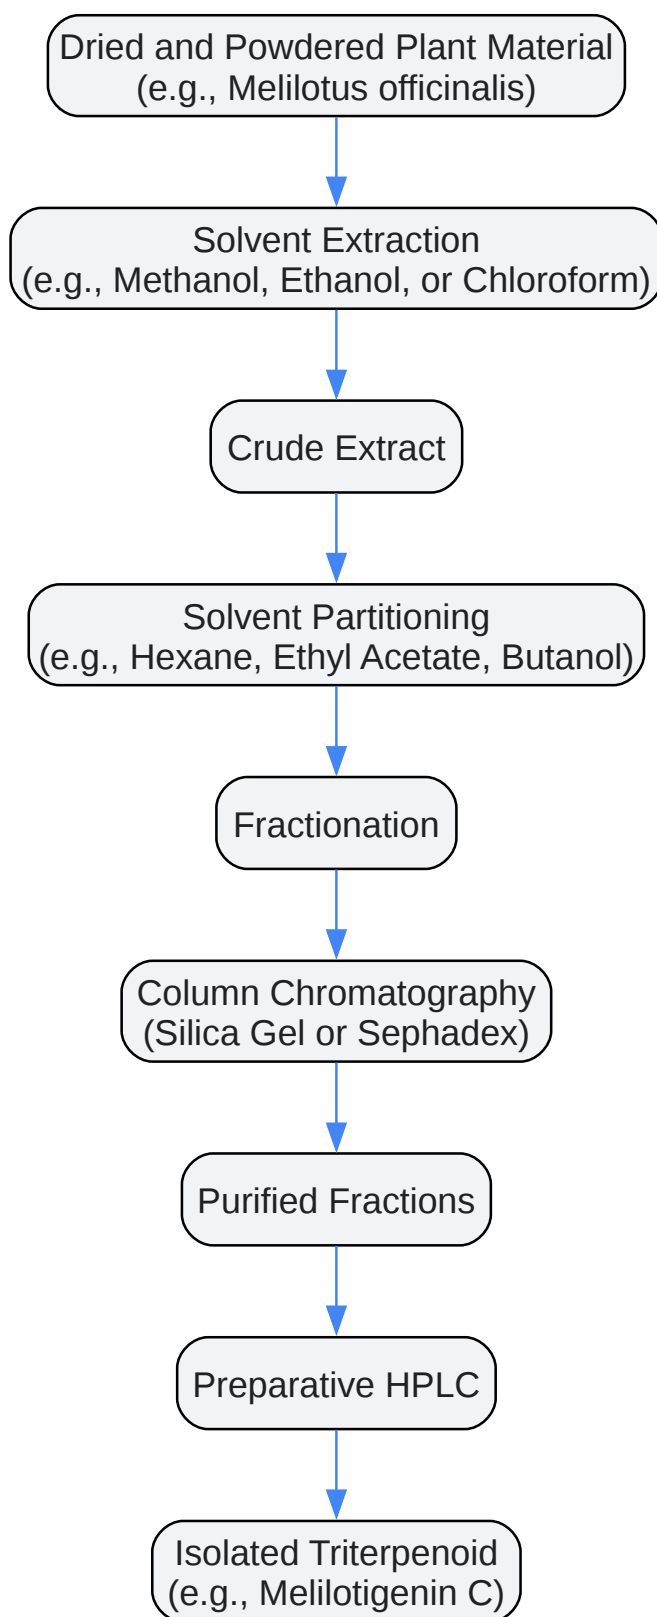 Dried and Powdered Plant Material
(e.g., Melilotus officinalis)
Solvent Extraction
(e.g., Methanol, Ethanol, or Chloroform)
Crude Extract
Solvent Partitioning
(e.g., Hexane, Ethyl Acetate, Butanol)
Fractionation
Column Chromatography
(Silica Gel or Sephadex)
Purified Fractions
Preparative HPLC
Isolated Triterpenoid
(e.g., Melilotigenin C)